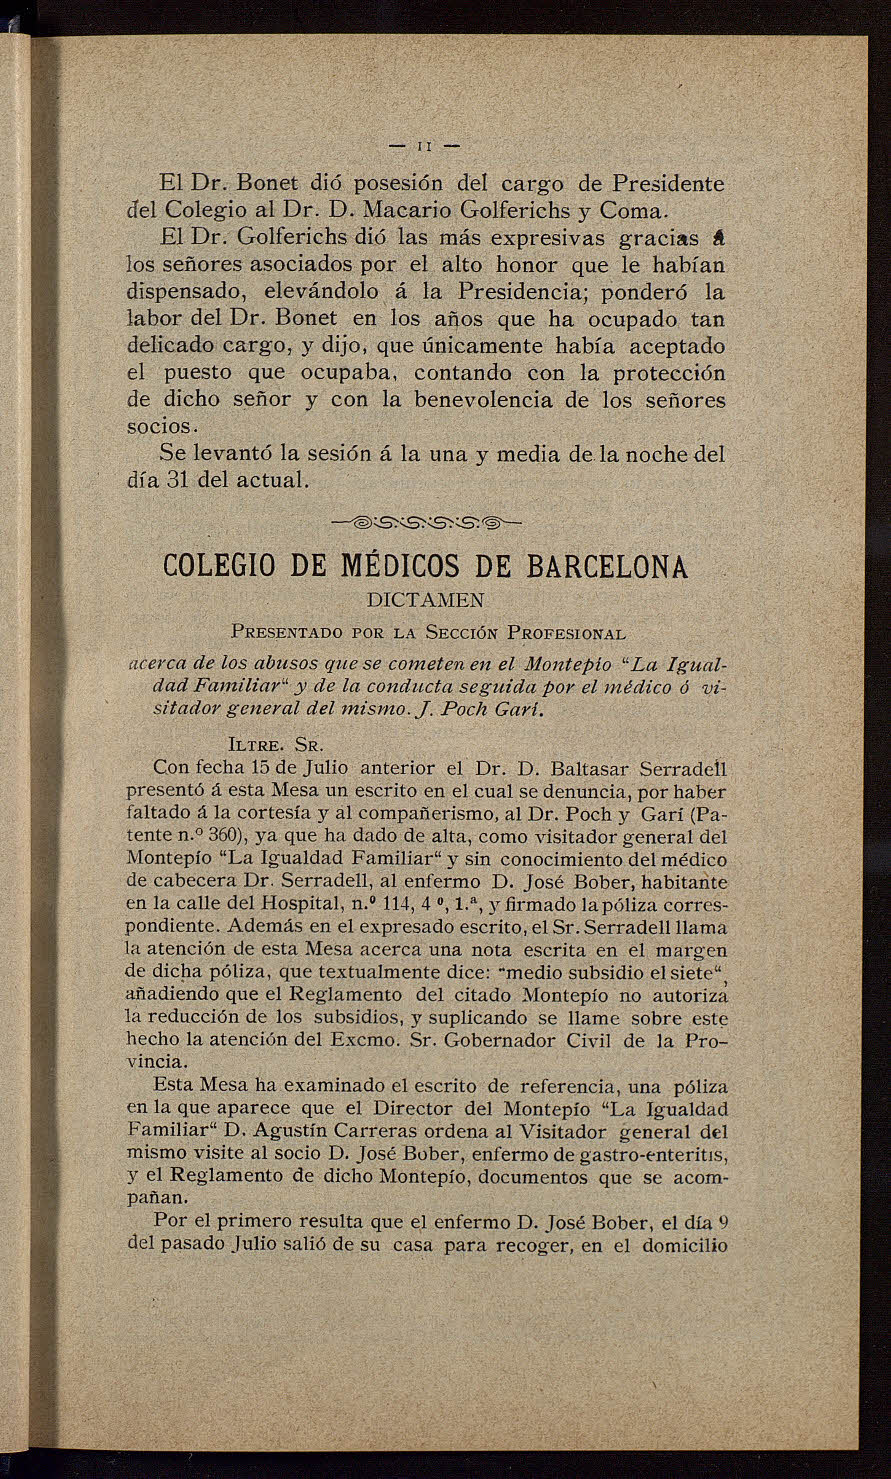 — 11 —
El Dr. Bonet dió posesión del cargo de Presidente
del Colegio al Dr. D. Macario Golferichs y Coma.
El Dr. Golferichs dió las más expresivas gracias á
los señores asociados por el alto honor que le habían
dispensado, elevándolo á la Presidencia; ponderó la
labor del Dr. Bonet en los años que ha ocupado tan
delicado cargo, y dijo, que únicamente había aceptado
el puesto que ocupaba, contando con la protección
de dicho señor y con la benevolencia de los señores
socios.
Se levantó la sesión á la una y media de la noche del
día 31 del actual.
COLEGIO DE MÉDICOS DE BARCELONA
DICTAMEN
PRESENTADO POR LA SECCIÓN PROFESIONAL
acerca de los abusos que se cometen en el Montepío “La Igual-
dad Familiar“ y de la conducta seguida por el médico ó vi-
sitador general del mismo. J. Poch Garí.
ILTRE. SR.
Con fecha 15 de Julio anterior el Dr. D. Baltasar Serradell
presentó á esta Mesa un escrito en el cual se denuncia, por haber
faltado á la cortesía y al compañerismo, al Dr. Poch y Garí (Pa-
tente n.º 360), ya que ha dado de alta, como visitador general del
Montepío “La Igualdad Familiar“ y sin conocimiento del médico
de cabecera Dr. Serradell, al enfermo D. José Bober, habitante
en la calle del Hospital, n.º 114, 4 º, 1.ª, y firmado la póliza corres-
pondiente. Además en el expresado escrito, el Sr. Serradell llama
la atención de esta Mesa acerca una nota escrita en el margen
de dicha póliza, que textualmente dice: “medio subsidio el siete“,
añadiendo que el Reglamento del citado Montepío no autoriza
la reducción de los subsidios, y suplicando se llame sobre este
hecho la atención del Excmo. Sr. Gobernador Civil de la Pro-
vincia.
Esta Mesa ha examinado el escrito de referencia, una póliza
en la que aparece que el Director del Montepío “La Igualdad
Familiar“ D. Agustín Carreras ordena al Visitador general del
mismo visite al socio D. José Bober, enfermo de gastro-enteritis,
y el Reglamento de dicho Montepío, documentos que se acom-
pañan.
Por el primero resulta que el enfermo D. José Bober, el día 9
del pasado Julio salió de su casa para recoger, en el domicilio